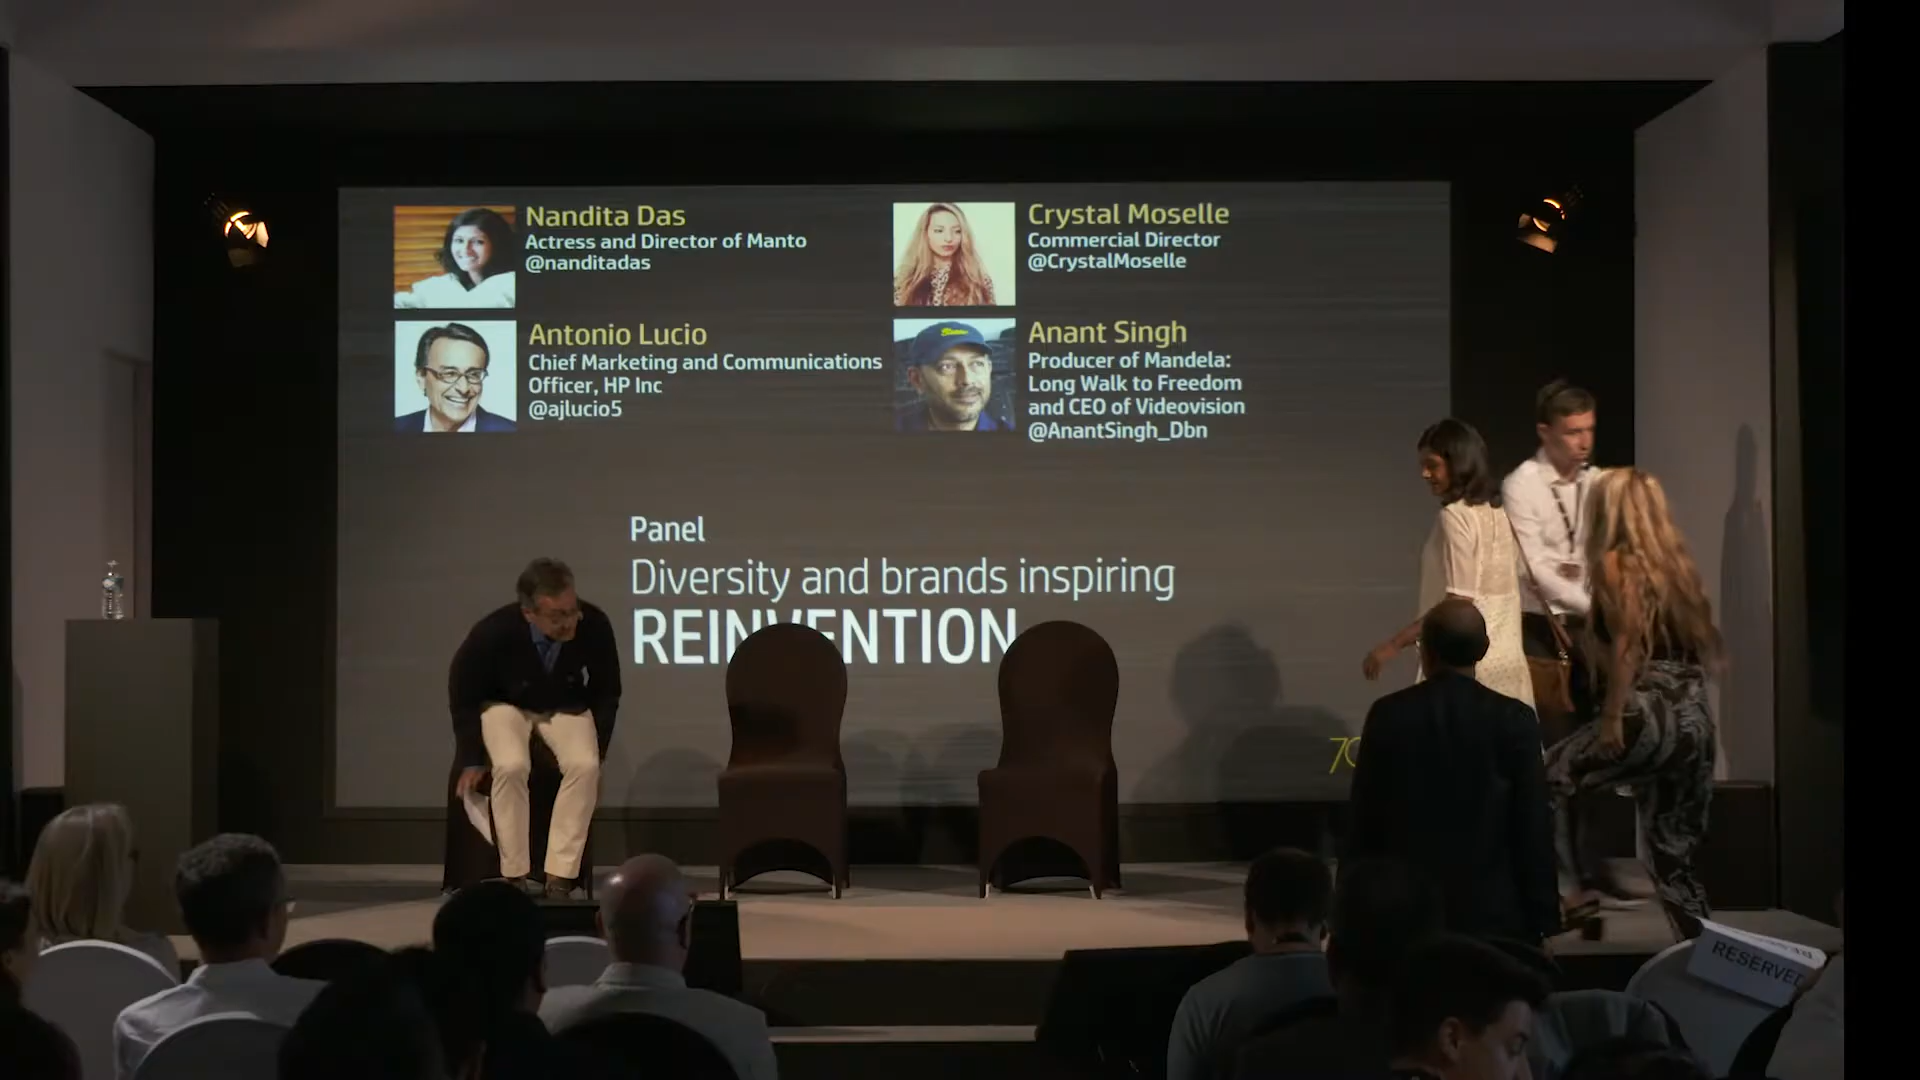 Nandita Das
Actress and Director of Manto
@nanditadas
Crystal Moselle
Commercial Director
@CrystalMoselle
Antonio Lucio
Chief Marketing and Communications
Officer, HP Inc
@ajlucio5
Anant Singh
Producer of Mandela:
Long Walk to Freedom
and CEO of Videovision
@AnantSingh_Dbn
Panel
Diversity and brands inspiring
REINVENTION
70
RESERVED